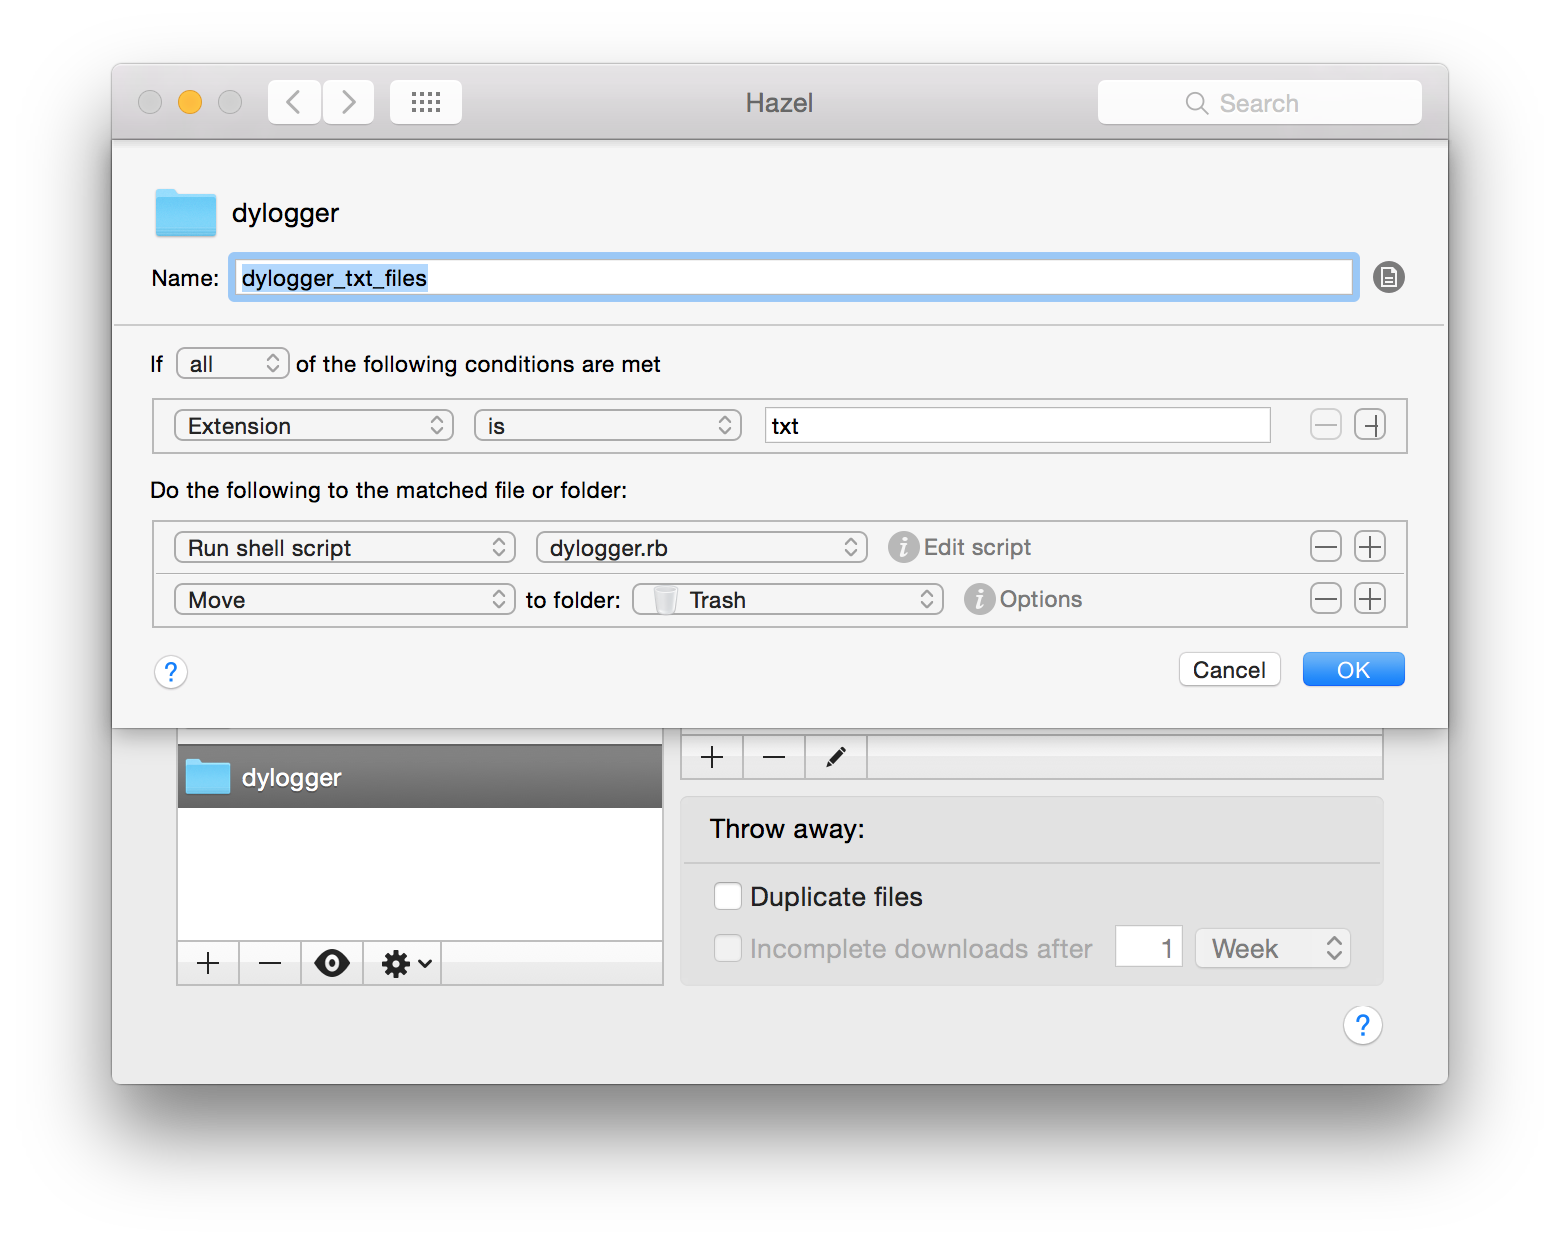 Hazel
Search
dylogger
Name: dylogger_txt_files
If all of the following conditions are met
Extension is txt
Do the following to the matched file or folder:
Run shell script dylogger.rb i Edit script
Move to folder: Trash i Options
? Cancel OK
dylogger
Throw away:
Duplicate files
Incomplete downloads after 1 Week
?